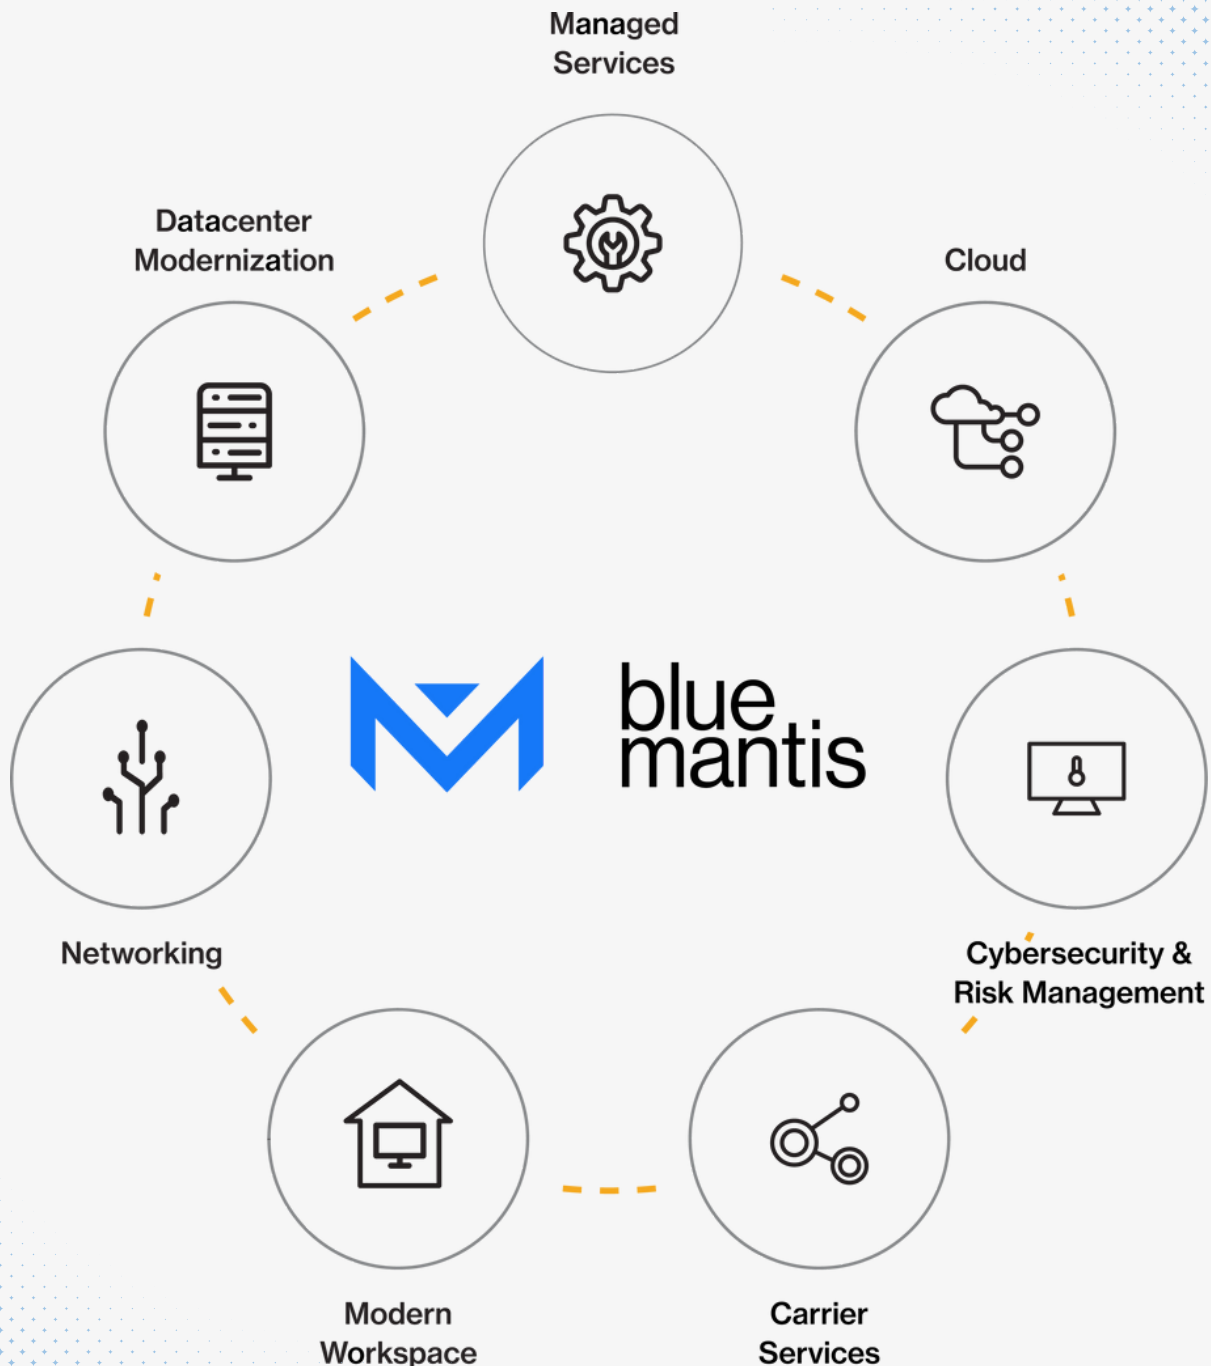 Managed
Services
Datacenter
Modernization
Cloud
blue
mantis
Networking
Cybersecurity &
Risk Management
Modern
Workspace
Carrier
Services